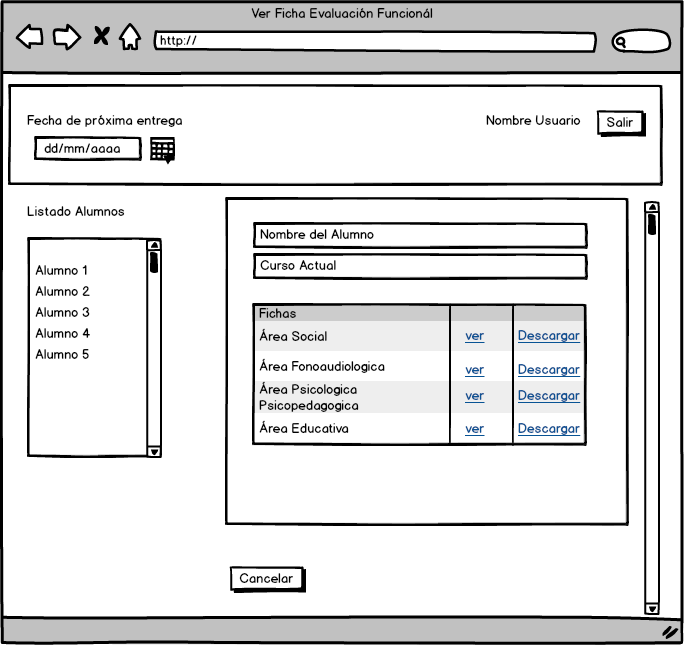 Ver Ficha Evaluación Funcionál
http://
Fecha de próxima entrega
Nombre Usuario
Salir
dd/mm/aaaa
Listado Alumnos
Alumno 1
Alumno 2
Alumno 3
Alumno 4
Alumno 5
Nombre del Alumno
Curso Actual
Fichas
Área Social ver Descargar
Área Fonoaudiologica ver Descargar
Área Psicologica
Psicopedagogica ver Descargar
Área Educativa ver Descargar
Cancelar